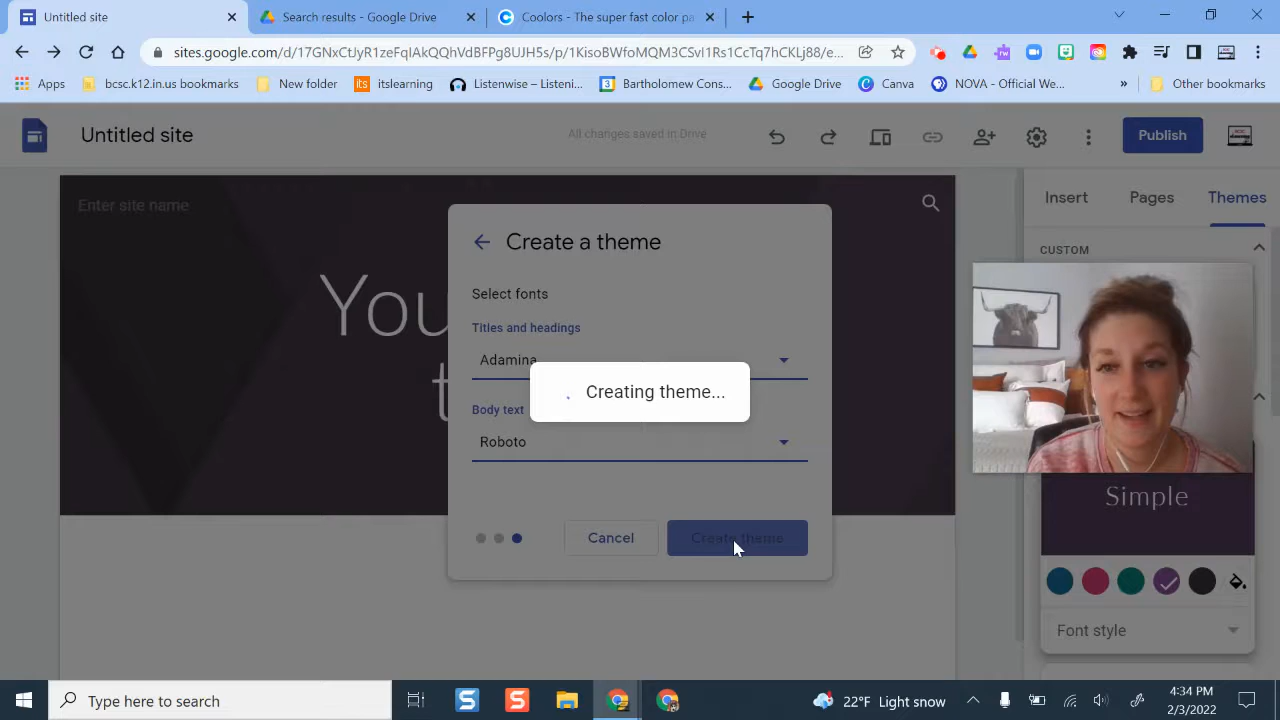 Untitled site
Search results - Google Drive
Coolors - The super fast color pa
sites.google.com/d/17GNxCtUyR1zeFqIAkQQhVdBFPg8UJH5s/p/1KisoBWfoMQM3CSvI1Rs1CcTq7hCKLj88/e...
Apps
bcsc.k12.in.us bookmarks
New folder
its
itslearning
Listenwise – Listeni...
Bartholomew Cons...
Google Drive
Canva
NOVA - Official We...
»
Other bookmarks
Untitled site
All changes saved in Drive
Publish
Enter site name
You
t
Insert
Pages
Themes
CUSTOM
Create a theme
Select fonts
Titles and headings
Adamina
Creating theme...
Body text
Roboto
Cancel
Create theme
Simple
Font style
Type here to search
22°F Light snow
4:34 PM
2/3/2022